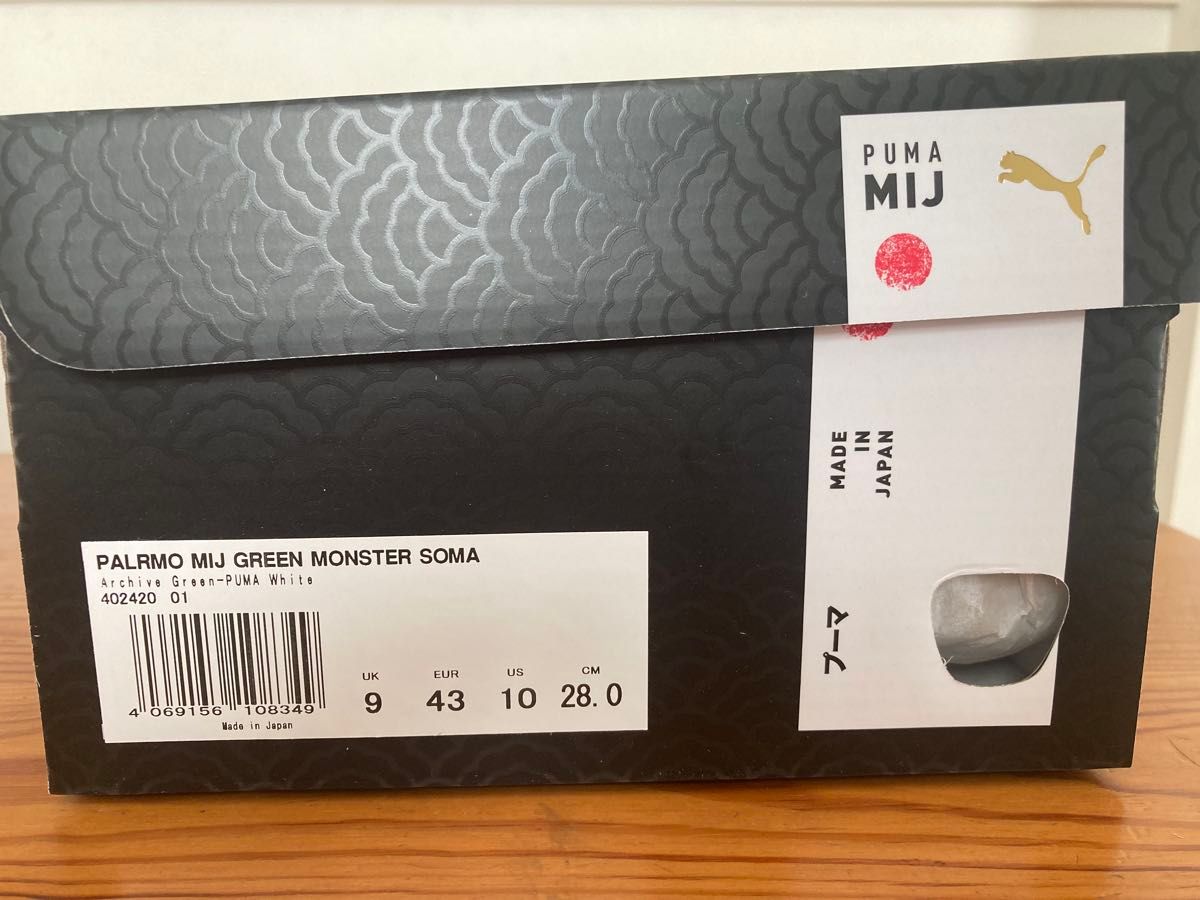 PUMA
MIJ
MADE
IN
JAPAN
プーマ
PALRMO MIJ GREEN MONSTER SOMA
Archive Green-PUMA White
402420 01
4 069156 108349
Made in Japan
UK EUR US CM
9 43 10 28.0